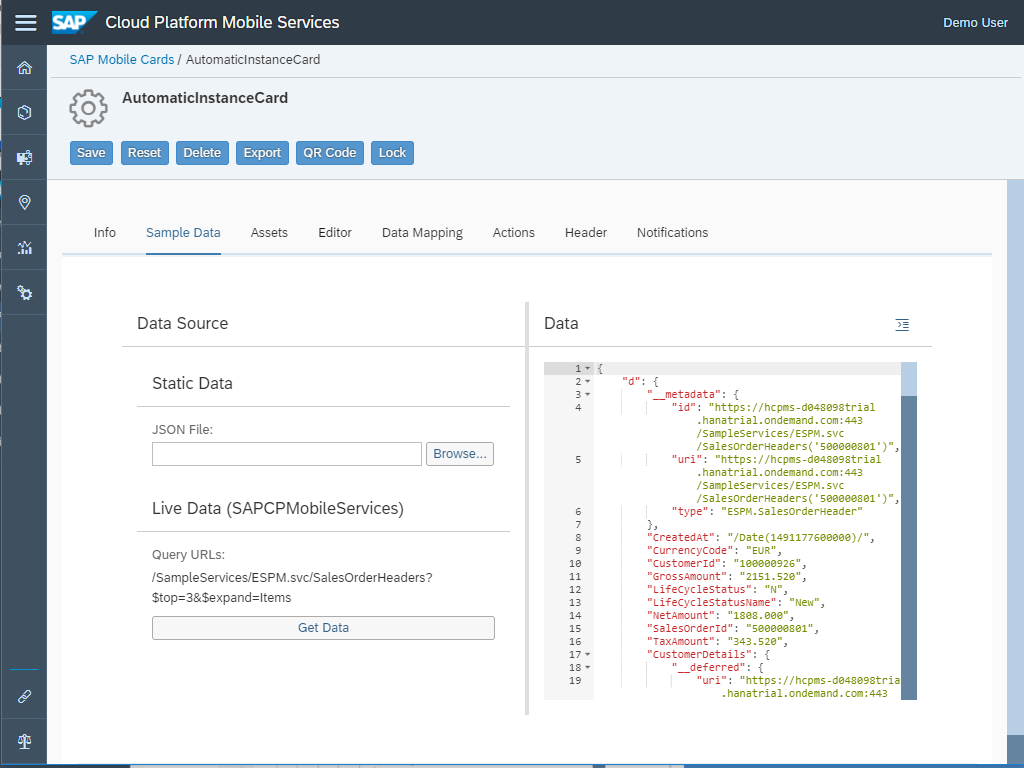 SAP Cloud Platform Mobile Services
Demo User
SAP Mobile Cards / AutomaticInstanceCard
AutomaticInstanceCard
Save Reset Delete Export QR Code Lock
Info Sample Data Assets Editor Data Mapping Actions Header Notifications
Data Source
Static Data
JSON File:
Browse...
Live Data (SAPCPMobileServices)
Query URLs:
/SampleServices/ESPM.svc/SalesOrderHeaders?
$top=3&$expand=Items
Get Data
Data
1 {
2 "d": {
3 "__metadata": {
4 "id": "https://hcpms-d048098trial
.hanatrial.ondemand.com:443
/SampleServices/ESPM.svc
/SalesOrderHeaders('500000801')",
5 "uri": "https://hcpms-d048098trial
.hanatrial.ondemand.com:443
/SampleServices/ESPM.svc
/SalesOrderHeaders('500000801')",
6 "type": "ESPM.SalesOrderHeader"
7 },
8 "CreatedAt": "/Date(1491177600000)/",
9 "CurrencyCode": "EUR",
10 "CustomerId": "100000926",
11 "GrossAmount": "2151.520",
12 "LifeCycleStatus": "N",
13 "LifeCycleStatusName": "New",
14 "NetAmount": "1808.000",
15 "SalesOrderId": "500000801",
16 "TaxAmount": "343.520",
17 "CustomerDetails": {
18 "__deferred": {
19 "uri": "https://hcpms-d048098tria
.hanatrial.ondemand.com:443